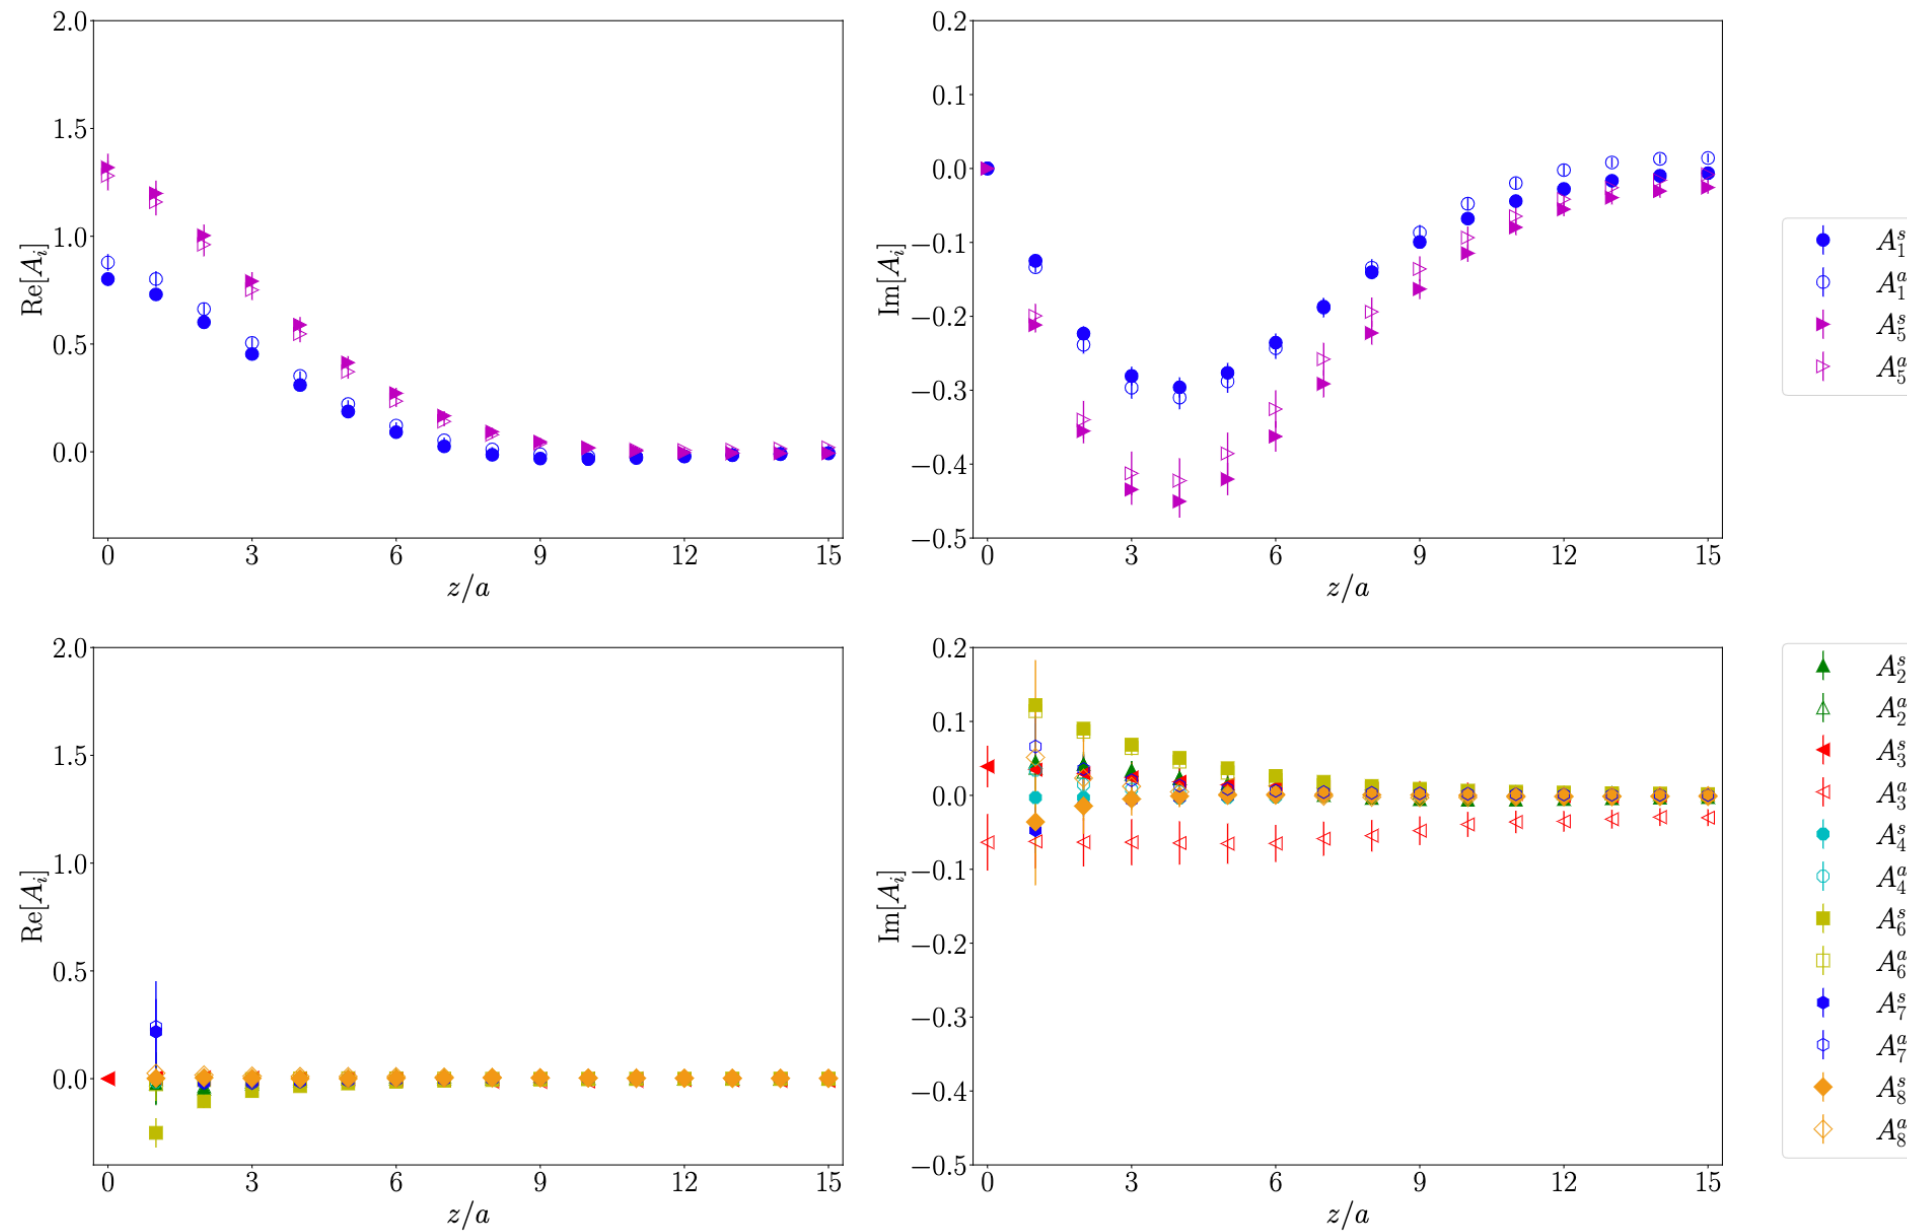 2.0
1.5
1.0
0.5
0.0
Re[A_i]
0 3 6 9 12 15
z/a
0.2
0.1
0.0
−0.1
−0.2
−0.3
−0.4
−0.5
Im[A_i]
0 3 6 9 12 15
z/a
A_1^s
A_1^a
A_5^s
A_5^a
2.0
1.5
1.0
0.5
0.0
Re[A_i]
0 3 6 9 12 15
z/a
0.2
0.1
0.0
−0.1
−0.2
−0.3
−0.4
−0.5
Im[A_i]
0 3 6 9 12 15
z/a
A_2^s
A_2^a
A_3^s
A_3^a
A_4^s
A_4^a
A_6^s
A_6^a
A_7^s
A_7^a
A_8^s
A_8^a